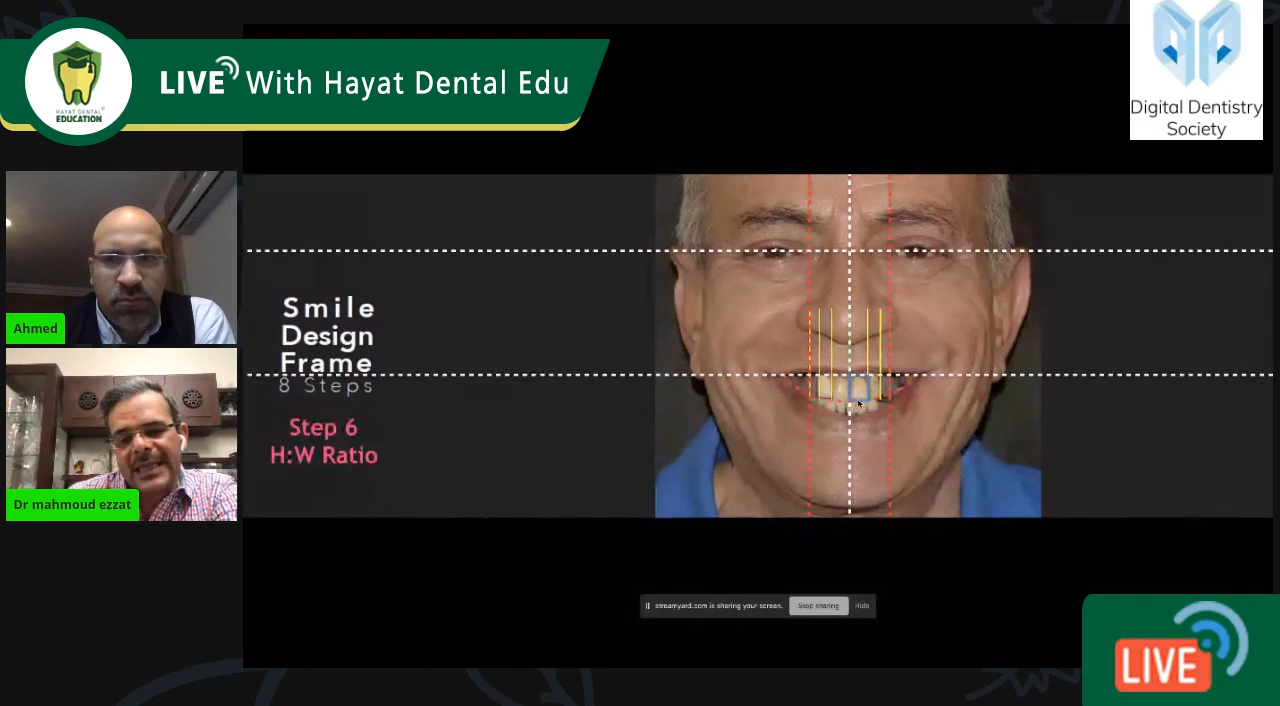 LIVE With Hayat Dental Edu
HAYAT DENTAL
EDUCATION
Digital Dentistry
Society
Ahmed
Dr mahmoud ezzat
Smile
Design
Frame
8 Steps
Step 6
H:W Ratio
streamyard.com is sharing your screen.
Stop sharing
Hide
LIVE